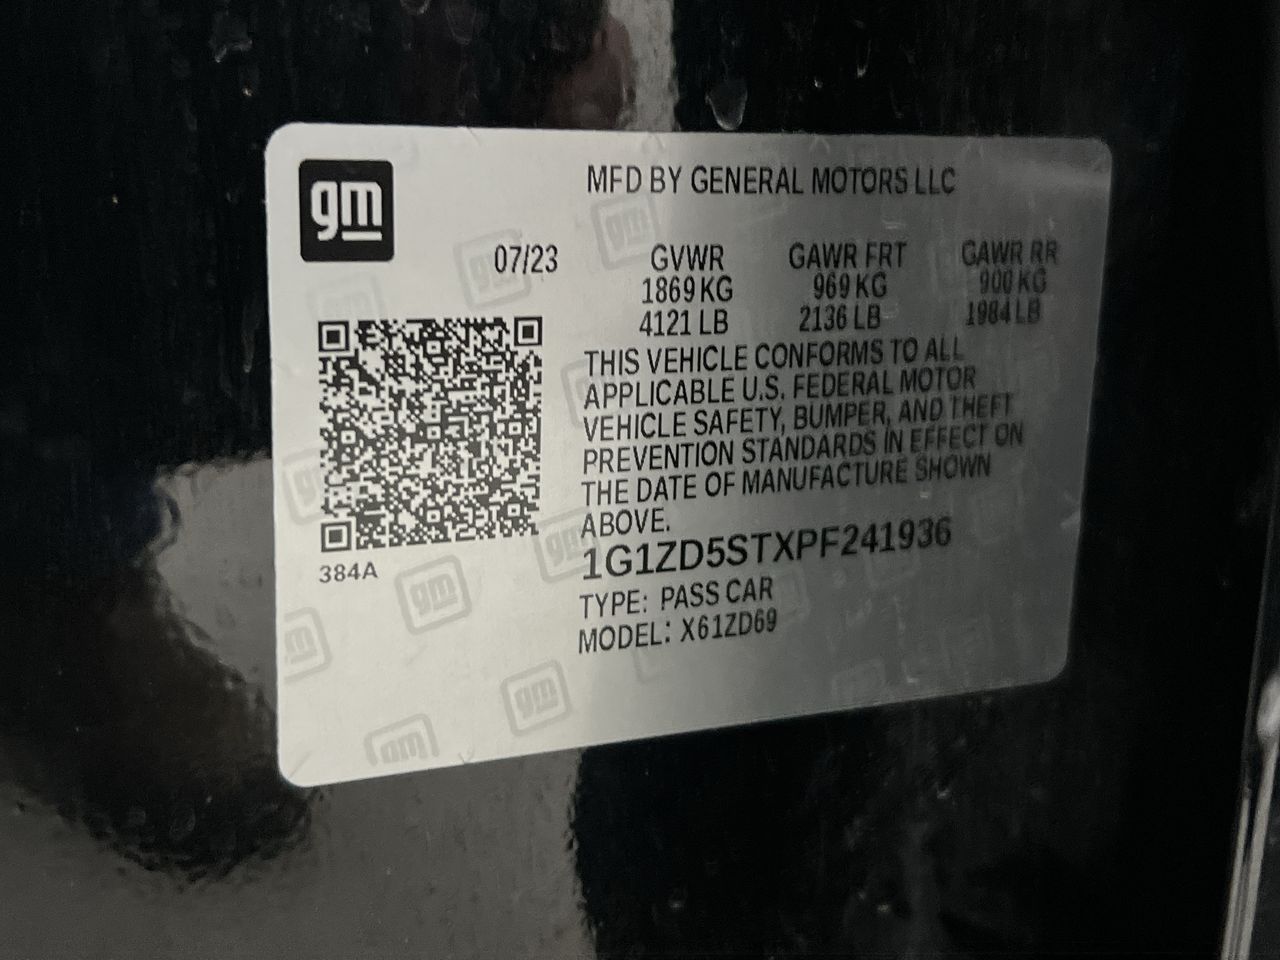 gm
MFD BY GENERAL MOTORS LLC
07/23 GVWR GAWR FRT GAWR RR
1869 KG 969 KG 900 KG
4121 LB 2136 LB 1984 LB
THIS VEHICLE CONFORMS TO ALL
APPLICABLE U.S. FEDERAL MOTOR
VEHICLE SAFETY, BUMPER, AND THEFT
PREVENTION STANDARDS IN EFFECT ON
THE DATE OF MANUFACTURE SHOWN
ABOVE.
1G1ZD5STXPF241936
384A
TYPE: PASS CAR
MODEL: X61ZD69